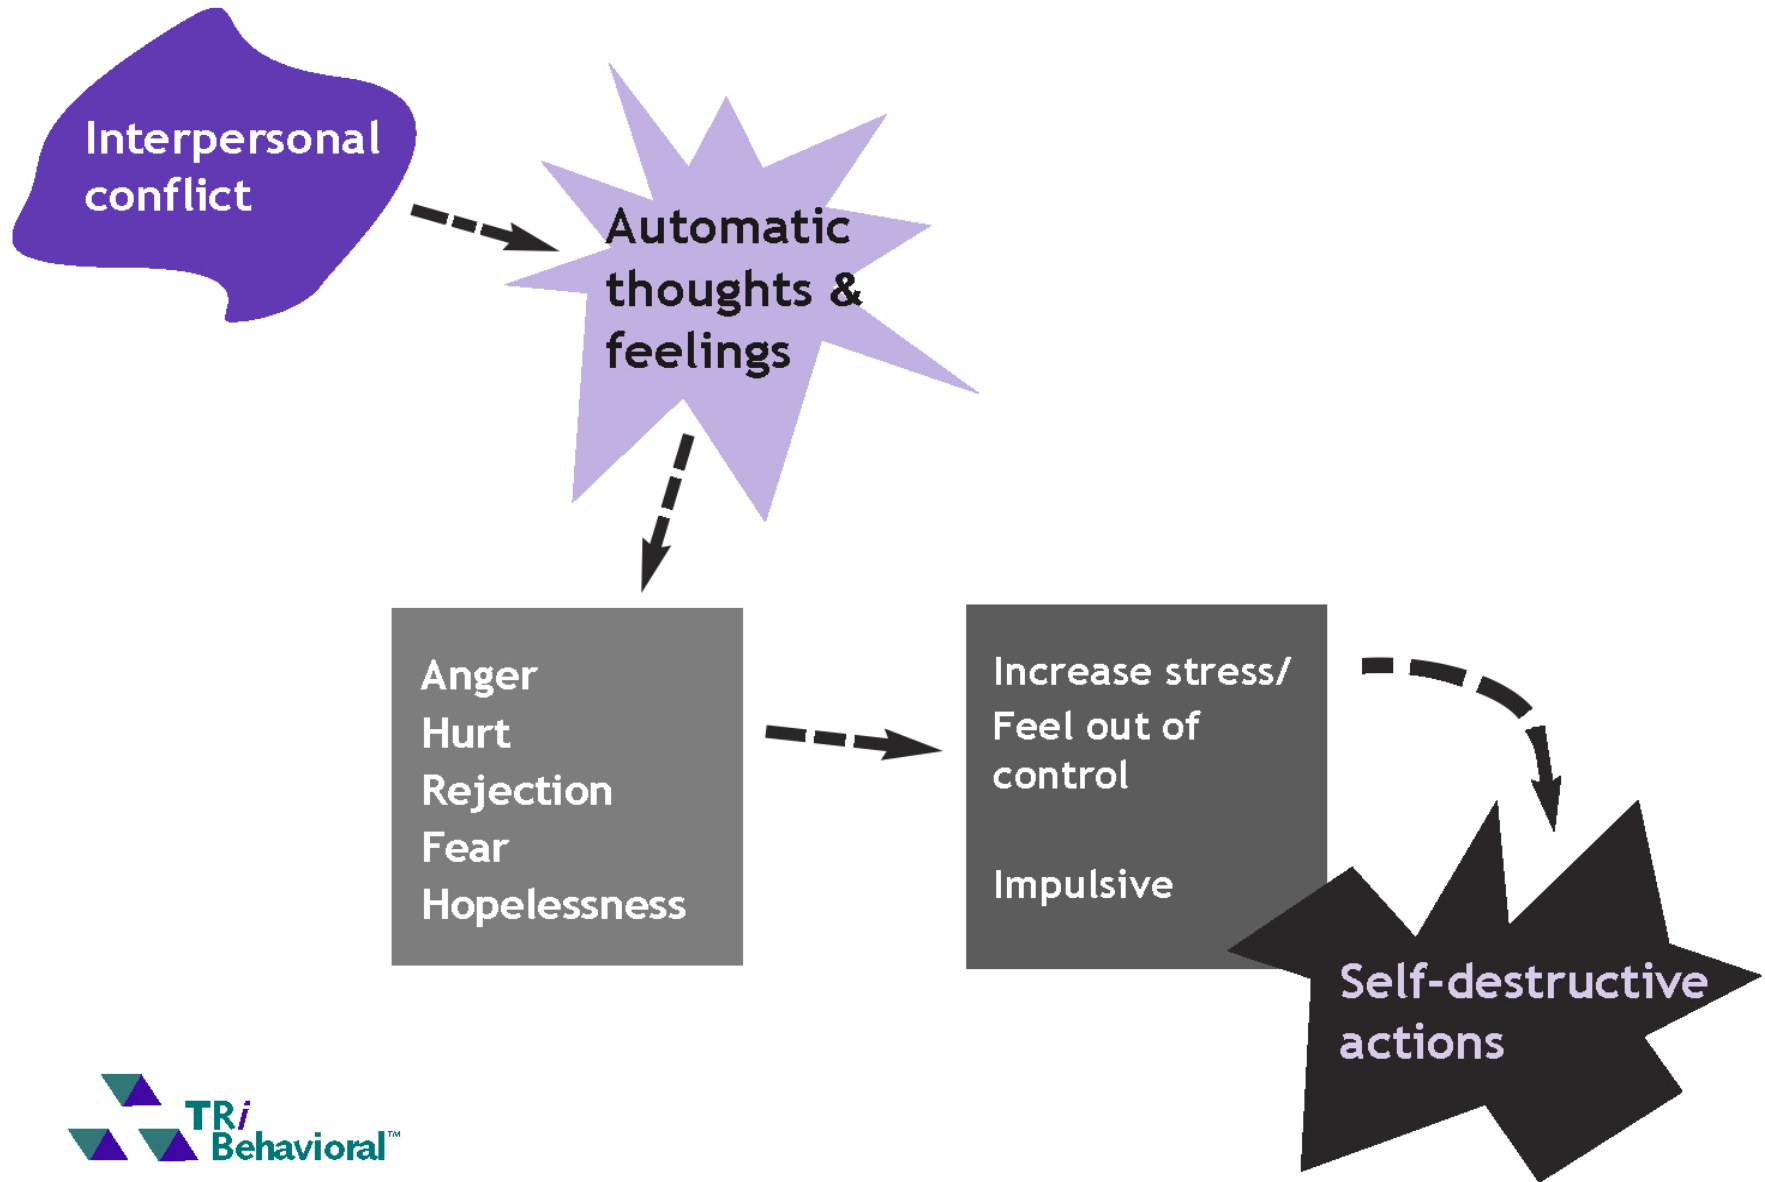 Interpersonal
conflict
Automatic
thoughts &
feelings
Anger
Hurt
Rejection
Fear
Hopelessness
Increase stress/
Feel out of
control
Impulsive
Self-destructive
actions
TRi
Behavioral™